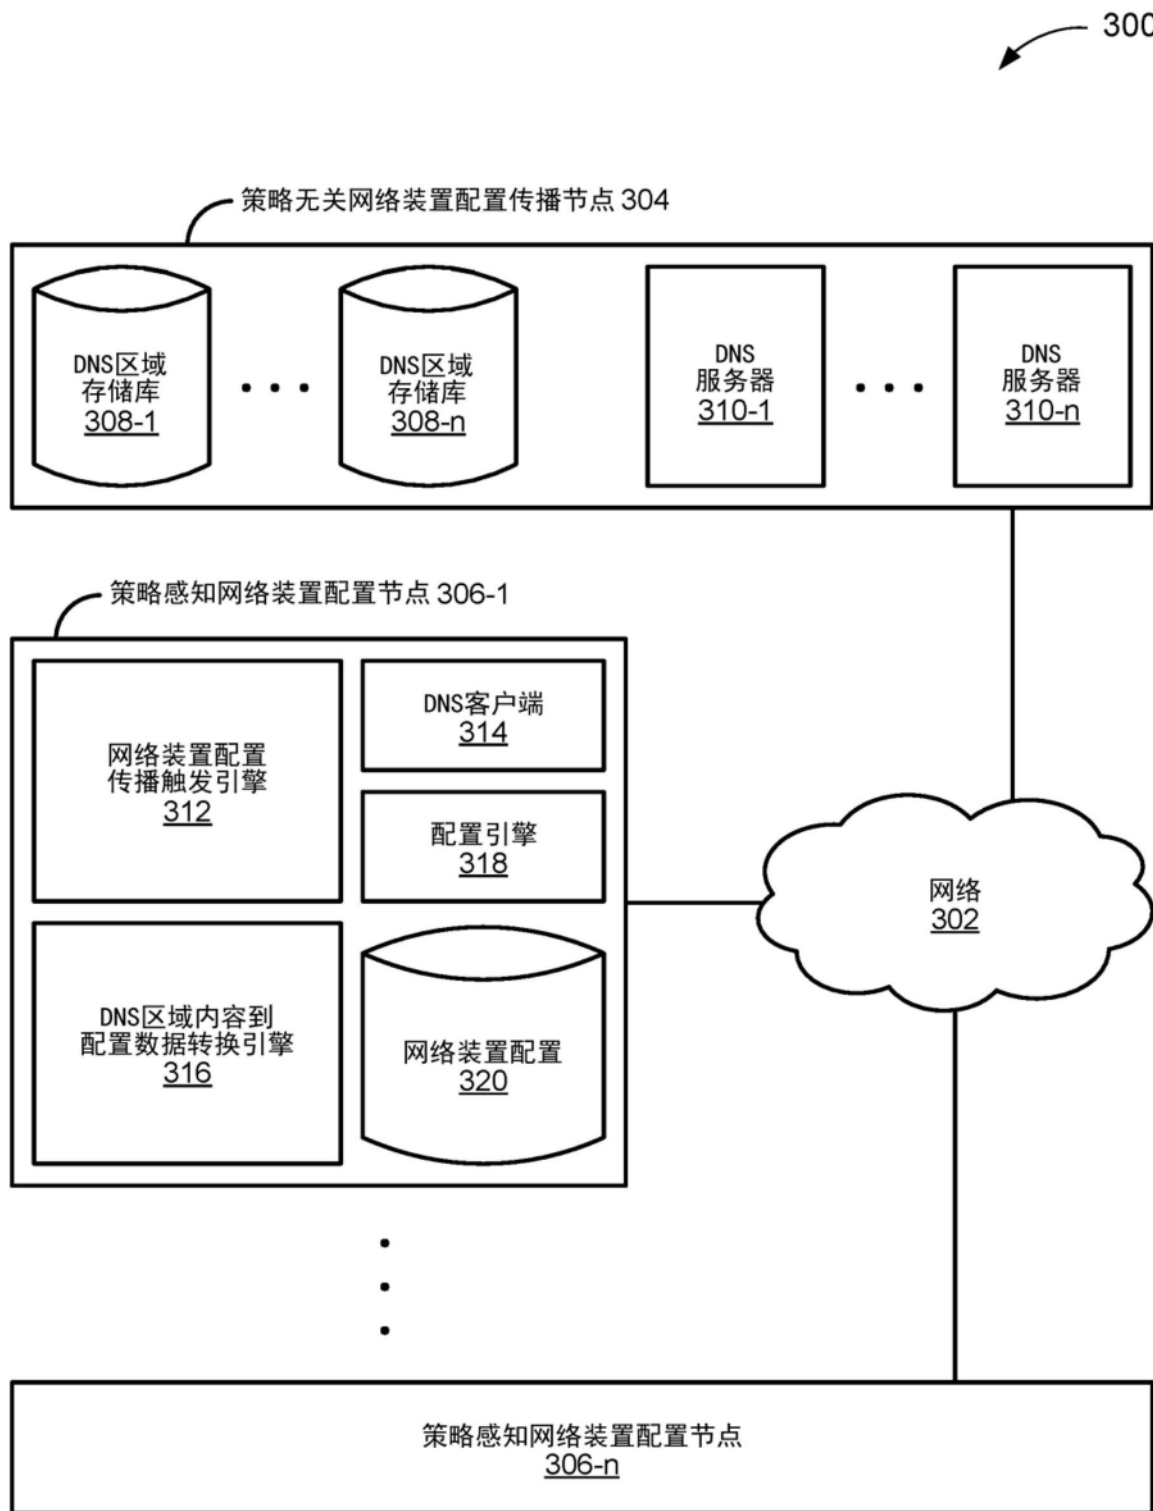 300
策略无关网络装置配置传播节点 304
DNS区域
存储库
308-1
DNS区域
存储库
308-n
DNS
服务器
310-1
DNS
服务器
310-n
策略感知网络装置配置节点 306-1
网络装置配置
传播触发引擎
312
DNS客户端
314
配置引擎
318
DNS区域内容到
配置数据转换引擎
316
网络装置配置
320
网络
302
策略感知网络装置配置节点
306-n